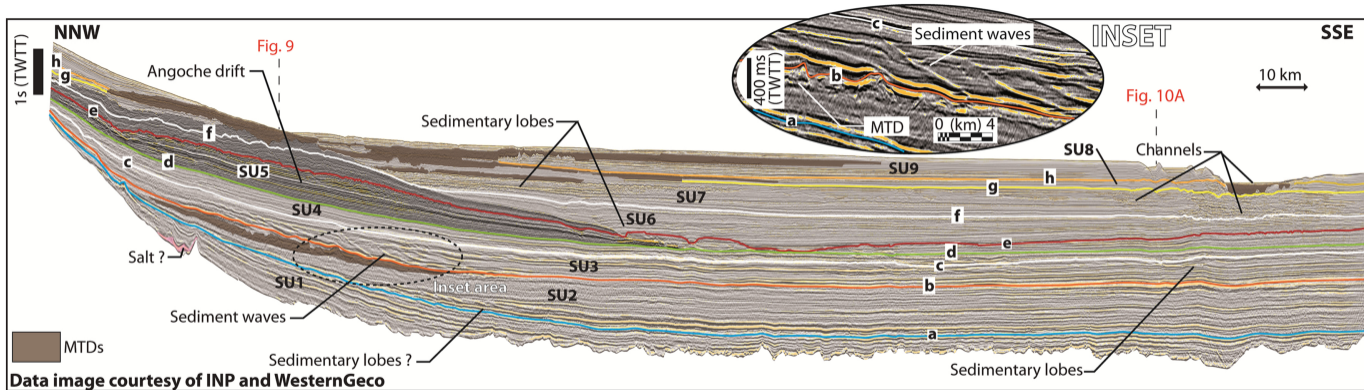 NNW
Fig. 9
1s (TWTT)
h
g
Angoche drift
e
f
c
d
SU5
SU4
Salt ?
SU1
Sediment waves
Inset area
SU3
SU2
Sedimentary lobes ?
MTDs
Data image courtesy of INP and WesternGeco
Sedimentary lobes
SU7
SU6
c
Sediment waves
400 ms
(TWTT)
b
a
MTD
0 (km) 4
INSET
SSE
10 km
Fig. 10A
SU8
Channels
SU9
h
g
f
e
d
c
b
a
Sedimentary lobes